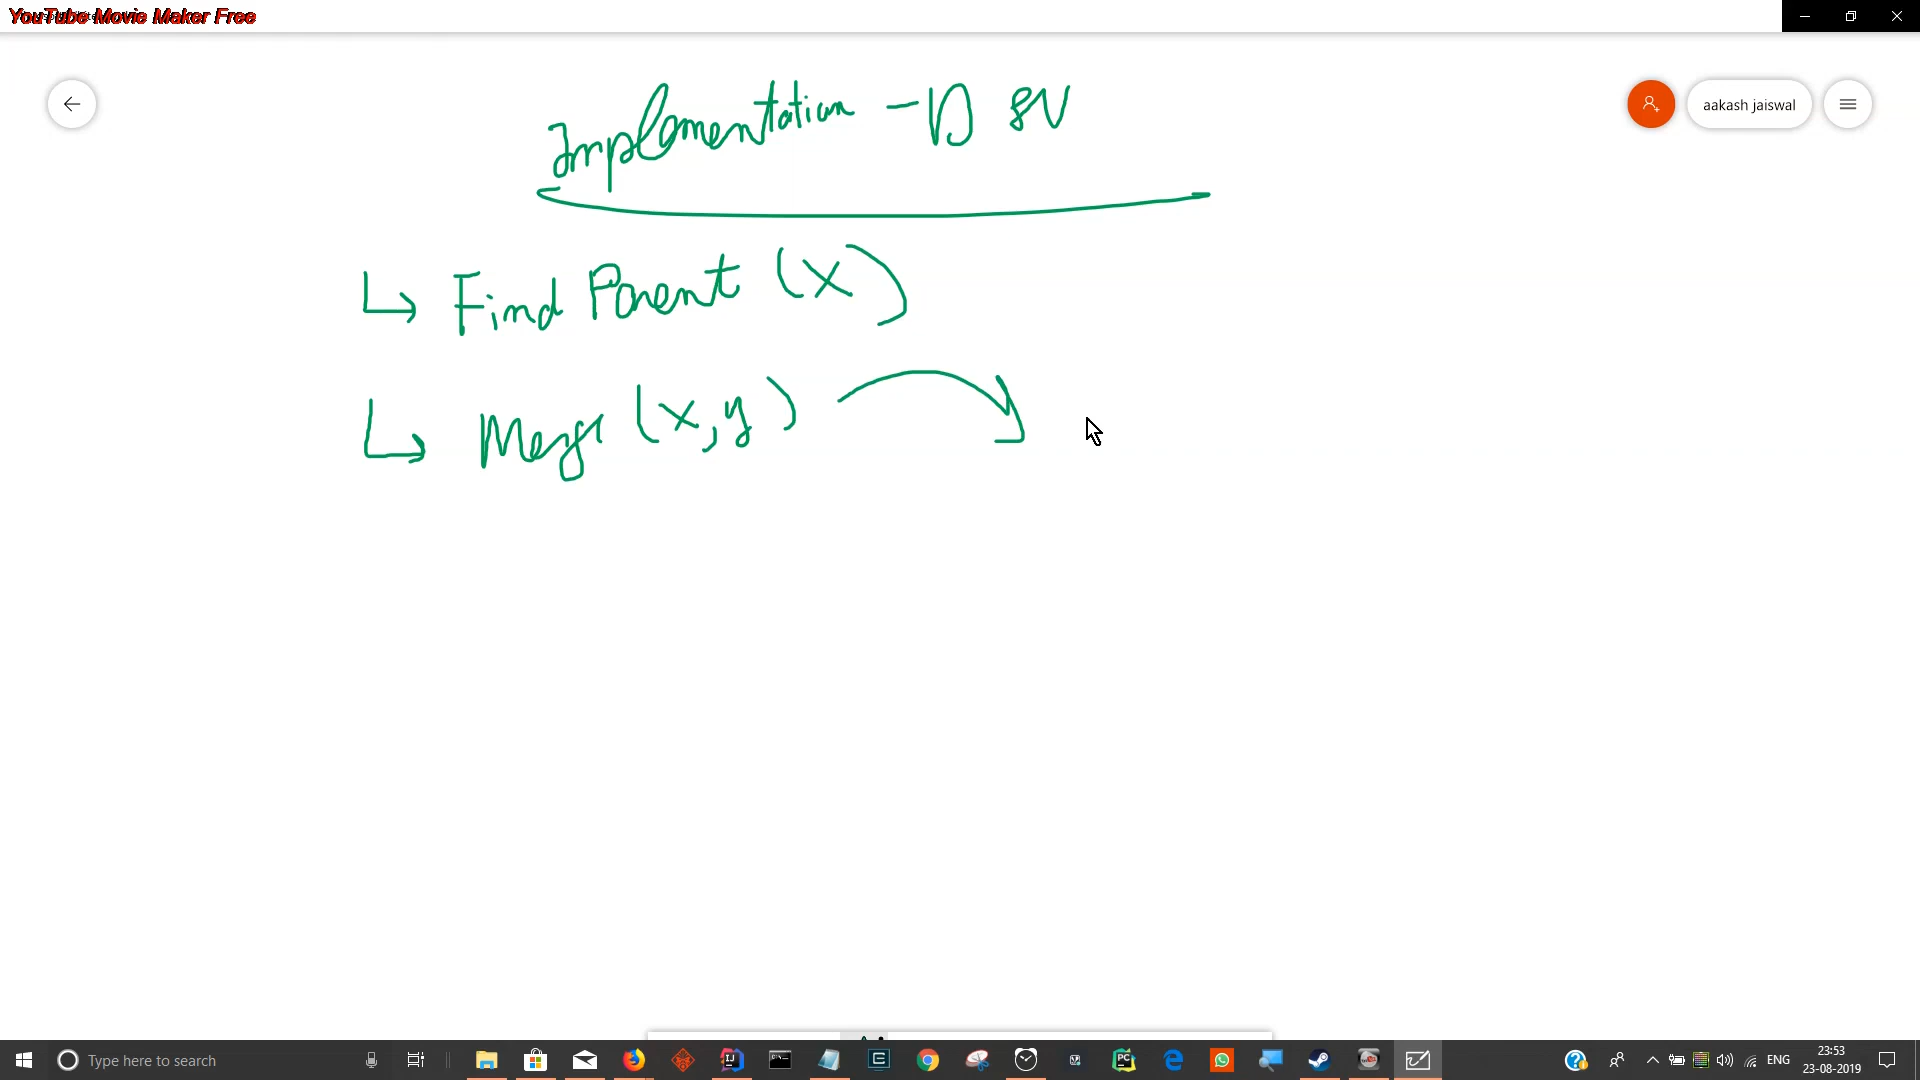 YouTube Movie Maker Free
Implementation - DSU
aakash jaiswal
Find Parent (x)
Merge (x, y)
Type here to search
ENG
23:53
23-08-2019